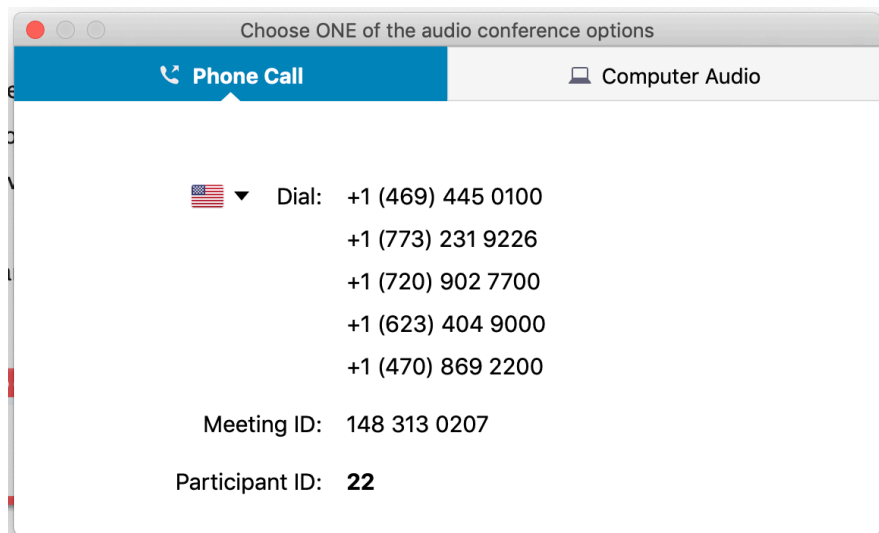 Choose ONE of the audio conference options
Phone Call
Computer Audio
Dial: +1 (469) 445 0100
+1 (773) 231 9226
+1 (720) 902 7700
+1 (623) 404 9000
+1 (470) 869 2200
Meeting ID: 148 313 0207
Participant ID: 22